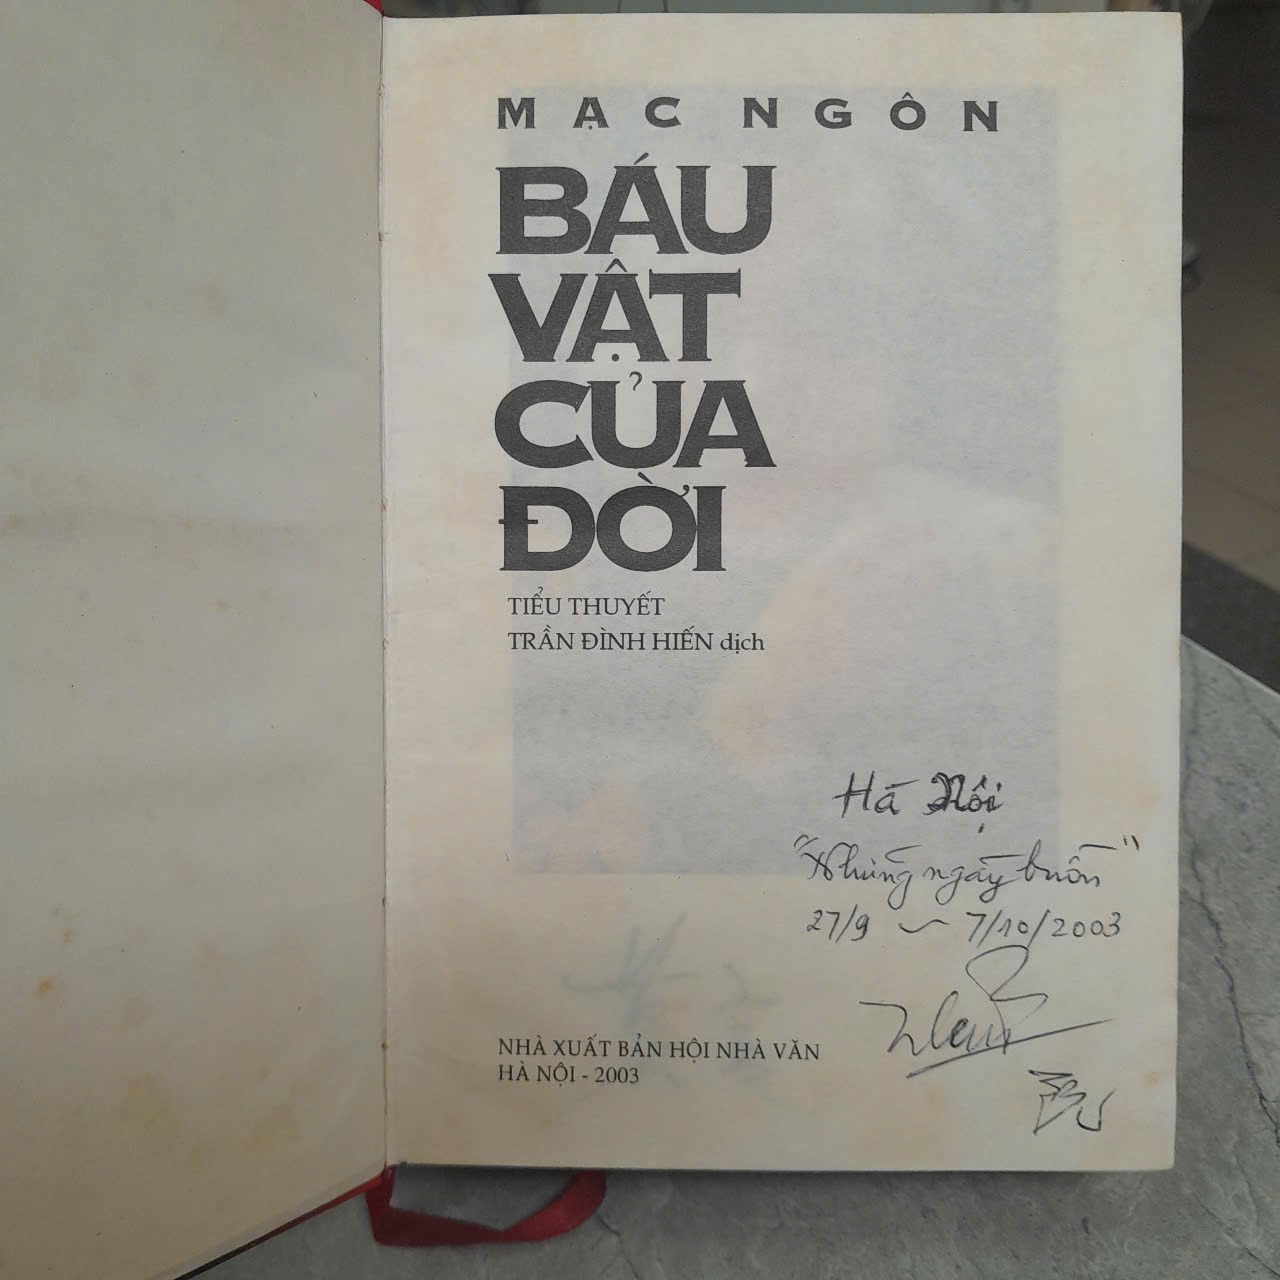 MẠC NGÔN
BÁU
VẬT
CỦA
ĐỜI
TIỂU THUYẾT
TRẦN ĐÌNH HIẾN dịch
Hà Nội
"Những ngày buồn"
27/9 ~ 7/10/2003
NHÀ XUẤT BẢN HỘI NHÀ VĂN
HÀ NỘI - 2003